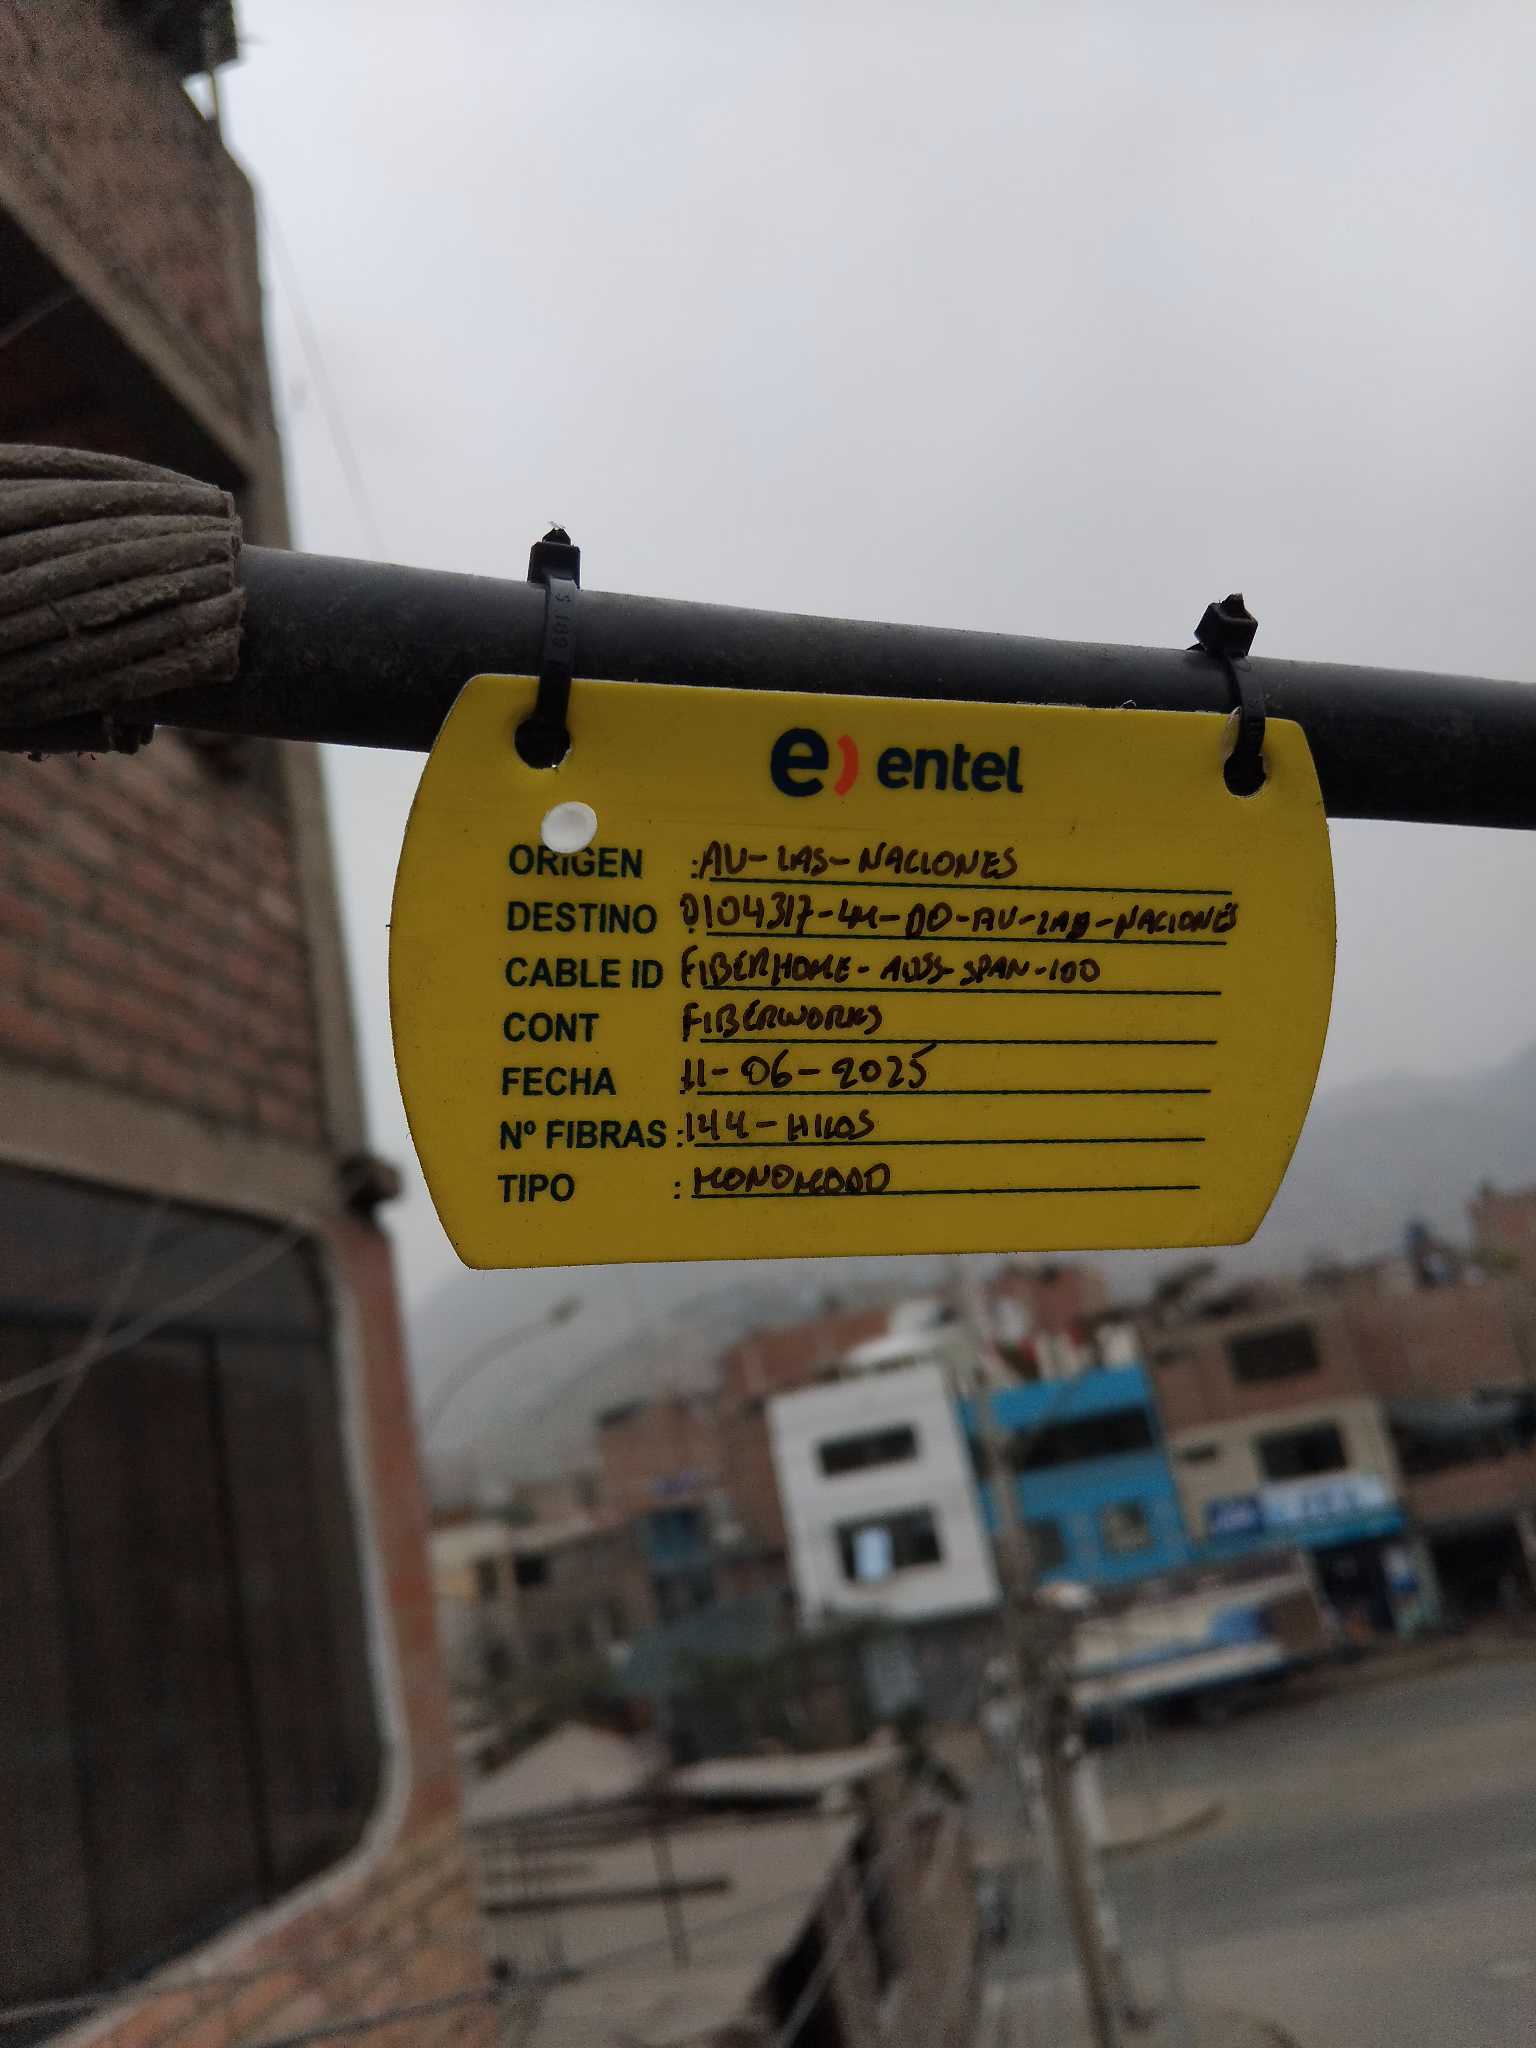 e) entel
ORIGEN : AV-LAS-NACIONES
DESTINO : 0104317-LM-DO-AV-LAS-NACIONES
CABLE ID FIBERHOME-ADSS-SPAN-100
CONT FIBERWORKS
FECHA 11-06-2025
Nº FIBRAS : 144-HILOS
TIPO : MONOMODO